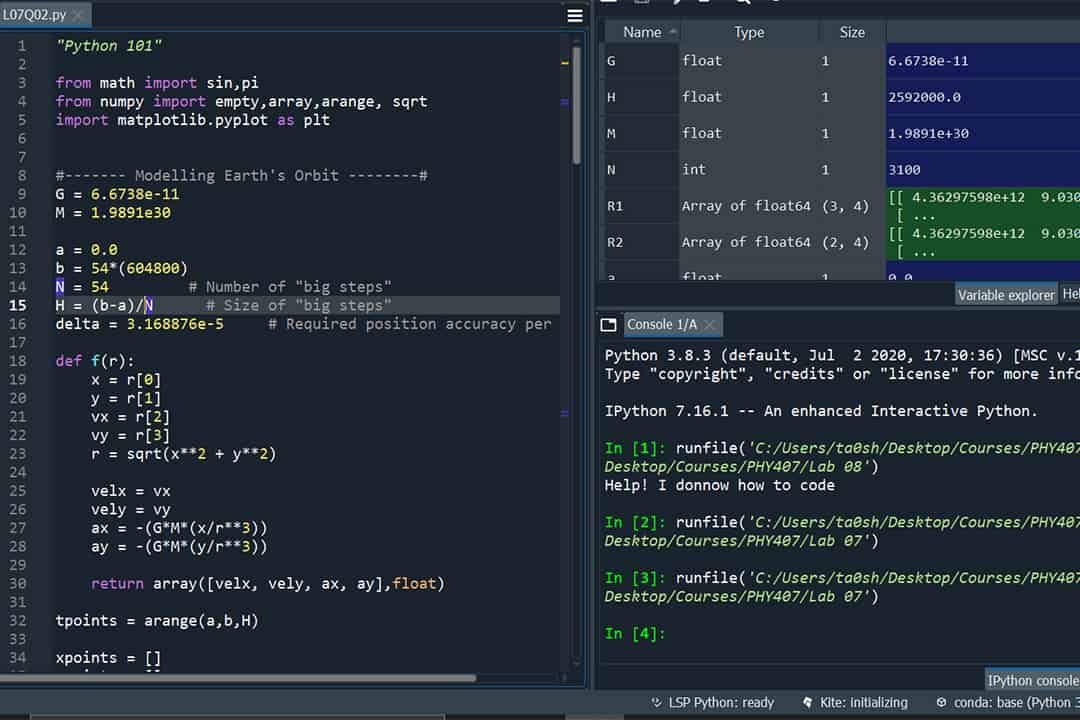 L07Q02.py
1 "Python 101"
2
3 from math import sin,pi
4 from numpy import empty,array,arange, sqrt
5 import matplotlib.pyplot as plt
6
7
8 #------- Modelling Earth's Orbit --------#
9 G = 6.6738e-11
10 M = 1.9891e30
11
12 a = 0.0
13 b = 54*(604800)
14 N = 54 # Number of "big steps"
15 H = (b-a)/N # Size of "big steps"
16 delta = 3.168876e-5 # Required position accuracy per
17
18 def f(r):
19 x = r[0]
20 y = r[1]
21 vx = r[2]
22 vy = r[3]
23 r = sqrt(x**2 + y**2)
24
25 velx = vx
26 vely = vy
27 ax = -(G*M*(x/r**3))
28 ay = -(G*M*(y/r**3))
29
30 return array([velx, vely, ax, ay],float)
31
32 tpoints = arange(a,b,H)
33
34 xpoints = []
Name Type Size
G float 1 6.6738e-11
H float 1 2592000.0
M float 1 1.9891e+30
N int 1 3100
R1 Array of float64 (3, 4) [[ 4.36297598e+12 9.030
[ ...
R2 Array of float64 (2, 4) [[ 4.36297598e+12 9.030
[ ...
a float 1 0.0
Variable explorer Hel
Console 1/A
Python 3.8.3 (default, Jul 2 2020, 17:30:36) [MSC v.1
Type "copyright", "credits" or "license" for more info
IPython 7.16.1 -- An enhanced Interactive Python.
In [1]: runfile('C:/Users/ta0sh/Desktop/Courses/PHY407
Desktop/Courses/PHY407/Lab 08')
Help! I donnow how to code
In [2]: runfile('C:/Users/ta0sh/Desktop/Courses/PHY407
Desktop/Courses/PHY407/Lab 07')
In [3]: runfile('C:/Users/ta0sh/Desktop/Courses/PHY407
Desktop/Courses/PHY407/Lab 07')
In [4]:
IPython console
LSP Python: ready Kite: initializing conda: base (Python 3